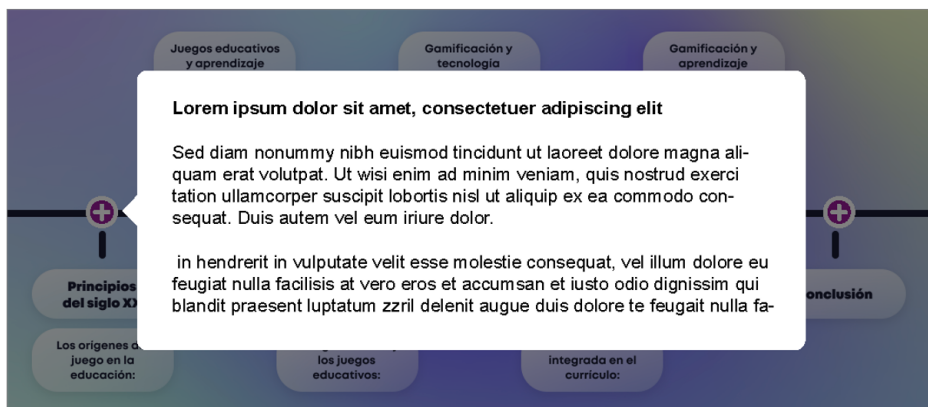 Juegos educativos
y aprendizaje
Gamificación y
tecnología
Gamificación y
aprendizaje
Lorem ipsum dolor sit amet, consectetuer adipiscing elit
Sed diam nonummy nibh euismod tincidunt ut laoreet dolore magna ali-
quam erat volutpat. Ut wisi enim ad minim veniam, quis nostrud exerci
tation ullamcorper suscipit lobortis nisl ut aliquip ex ea commodo con-
sequat. Duis autem vel eum iriure dolor.
in hendrerit in vulputate velit esse molestie consequat, vel illum dolore eu
feugiat nulla facilisis at vero eros et accumsan et iusto odio dignissim qui
blandit praesent luptatum zzril delenit augue duis dolore te feugait nulla fa-
Principios
del siglo
Los orígenes
juego en la
educación:
los juegos
educativos:
integrada en el
currículo: